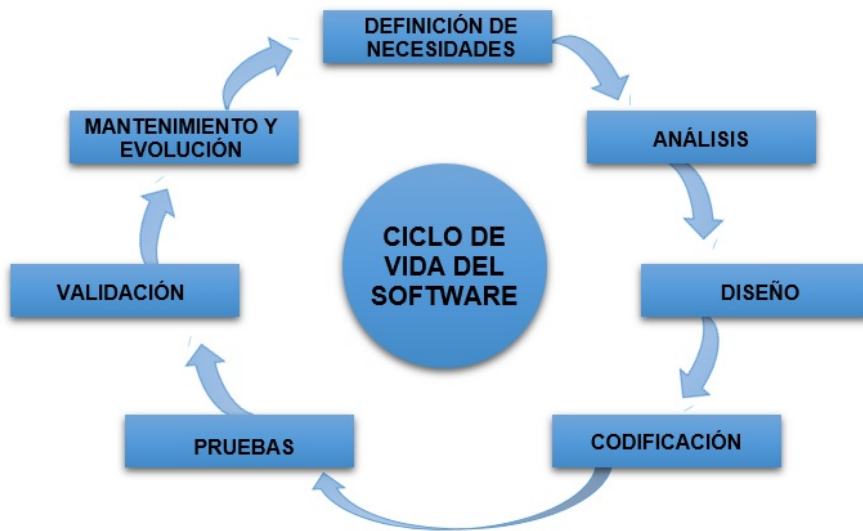 DEFINICIÓN DE
NECESIDADES
ANÁLISIS
DISEÑO
CODIFICACIÓN
PRUEBAS
VALIDACIÓN
MANTENIMIENTO Y
EVOLUCIÓN
CICLO DE
VIDA DEL
SOFTWARE